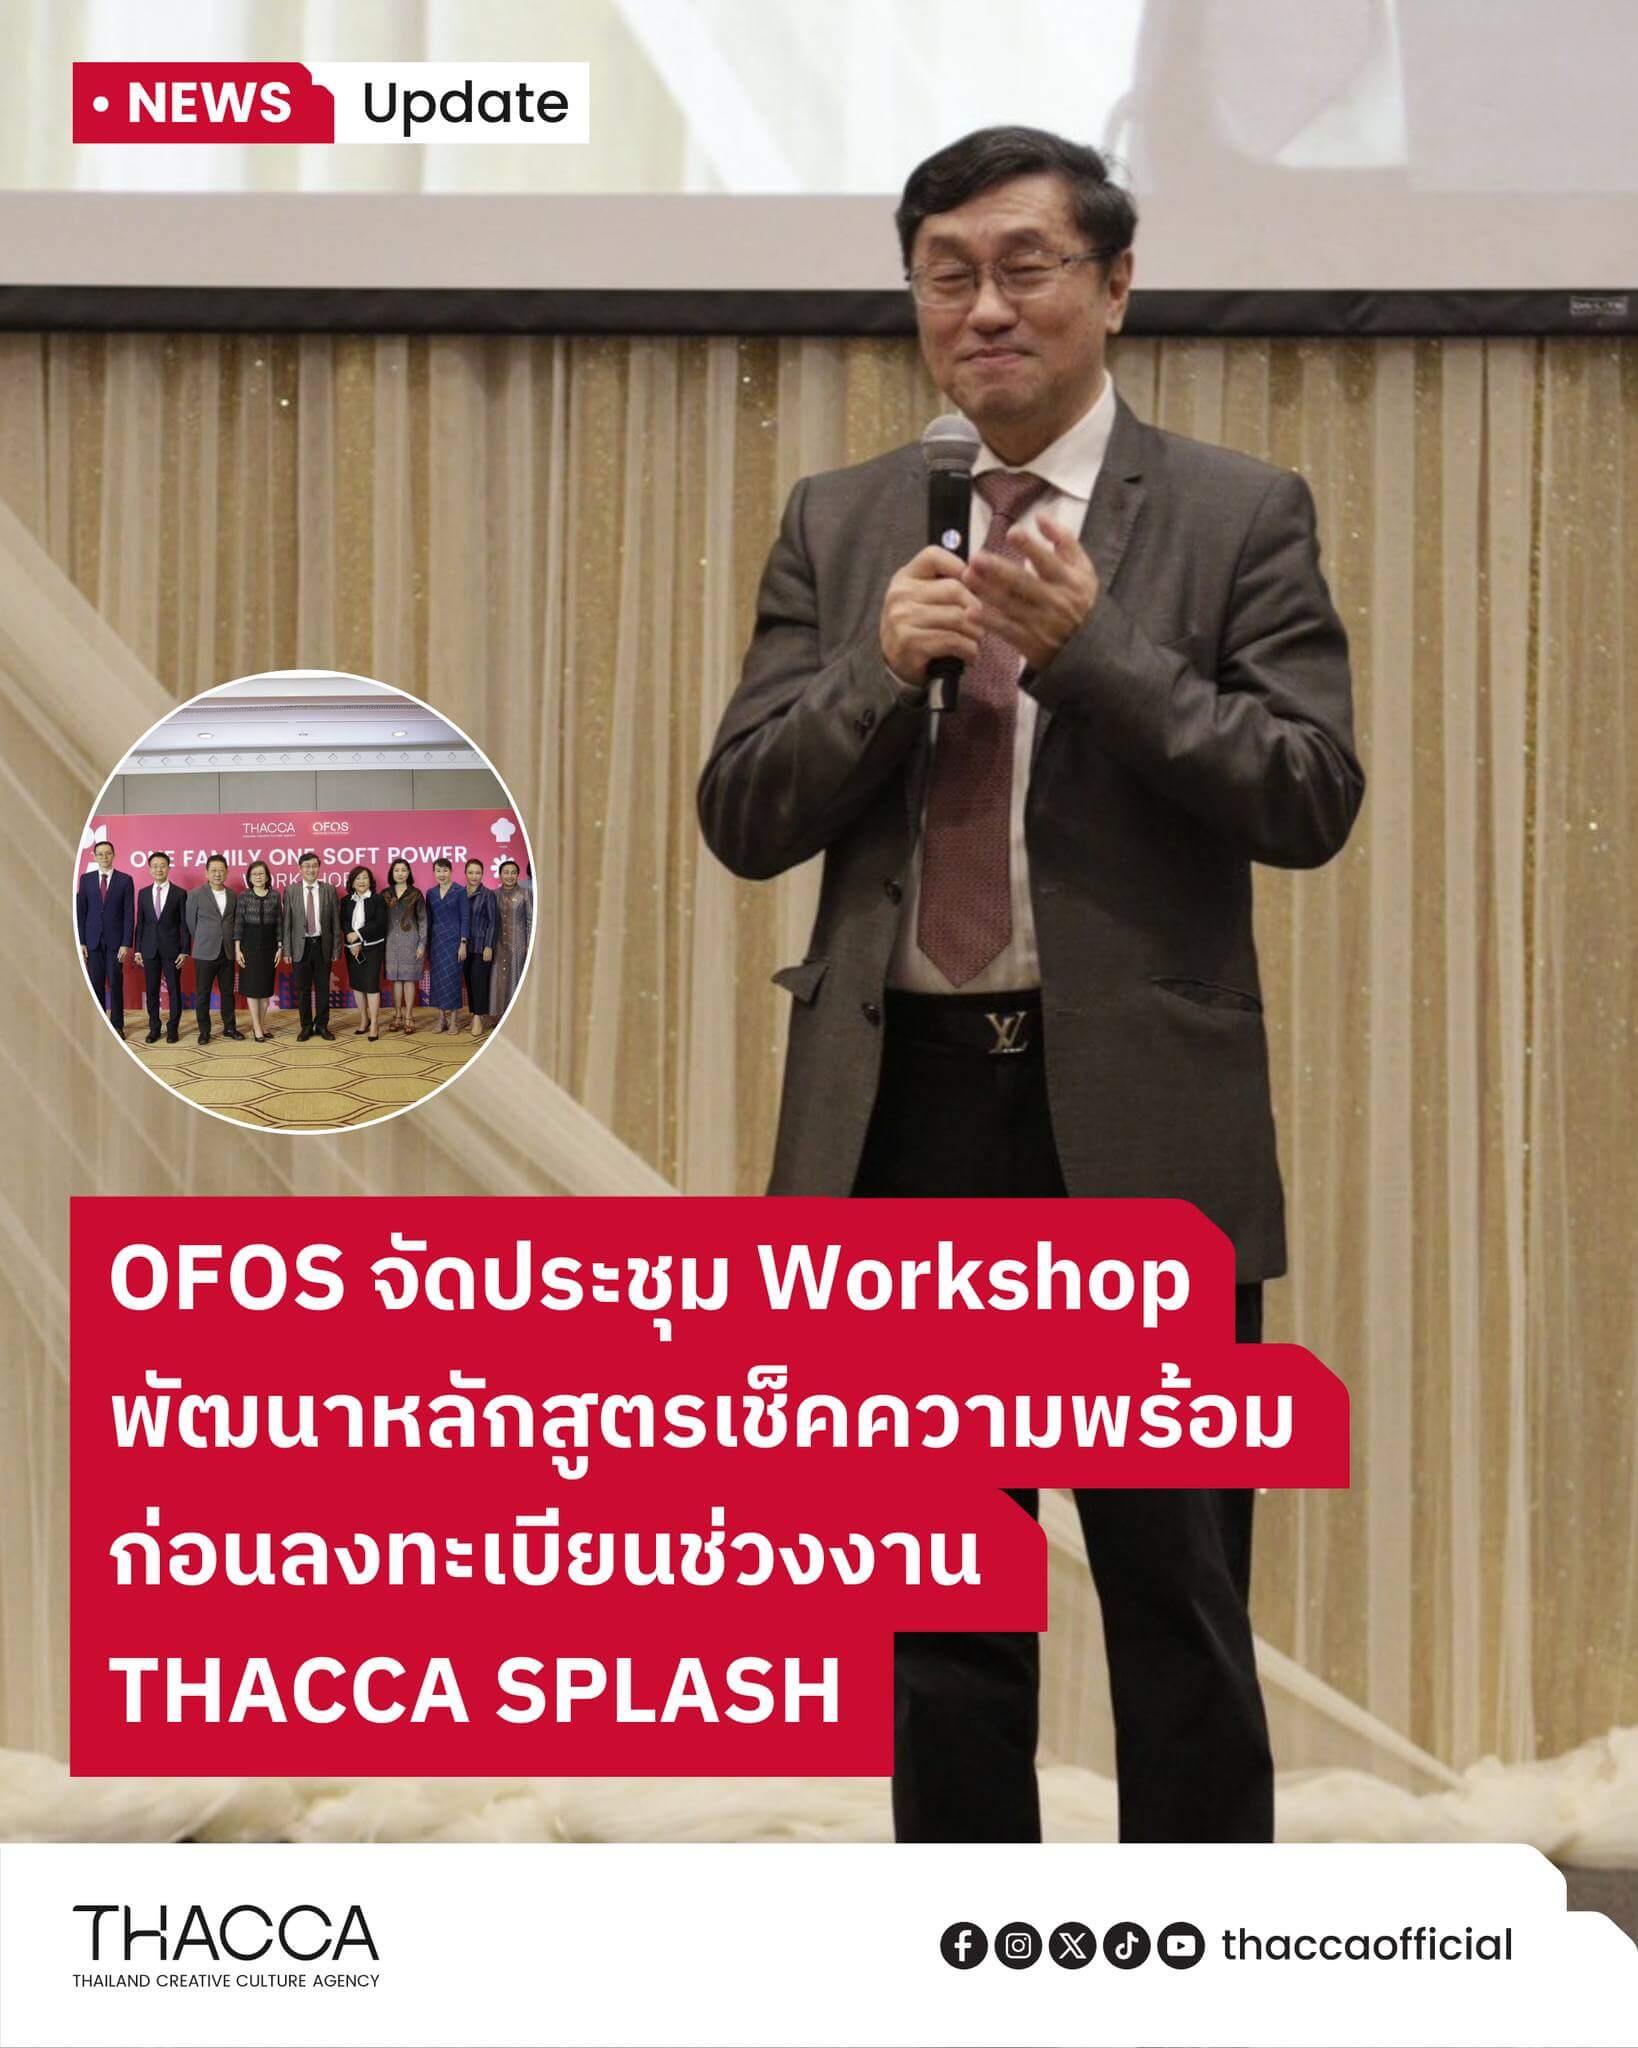 • NEWS Update
DA-LITE
THACCA OFOS
ONE FAMILY ONE SOFT POWER
WORKSHOP
OFOS จัดประชุม Workshop
พัฒนาหลักสูตรเช็คความพร้อม
ก่อนลงทะเบียนช่วงงาน
THACCA SPLASH
THACCA
THAILAND CREATIVE CULTURE AGENCY
thaccaofficial